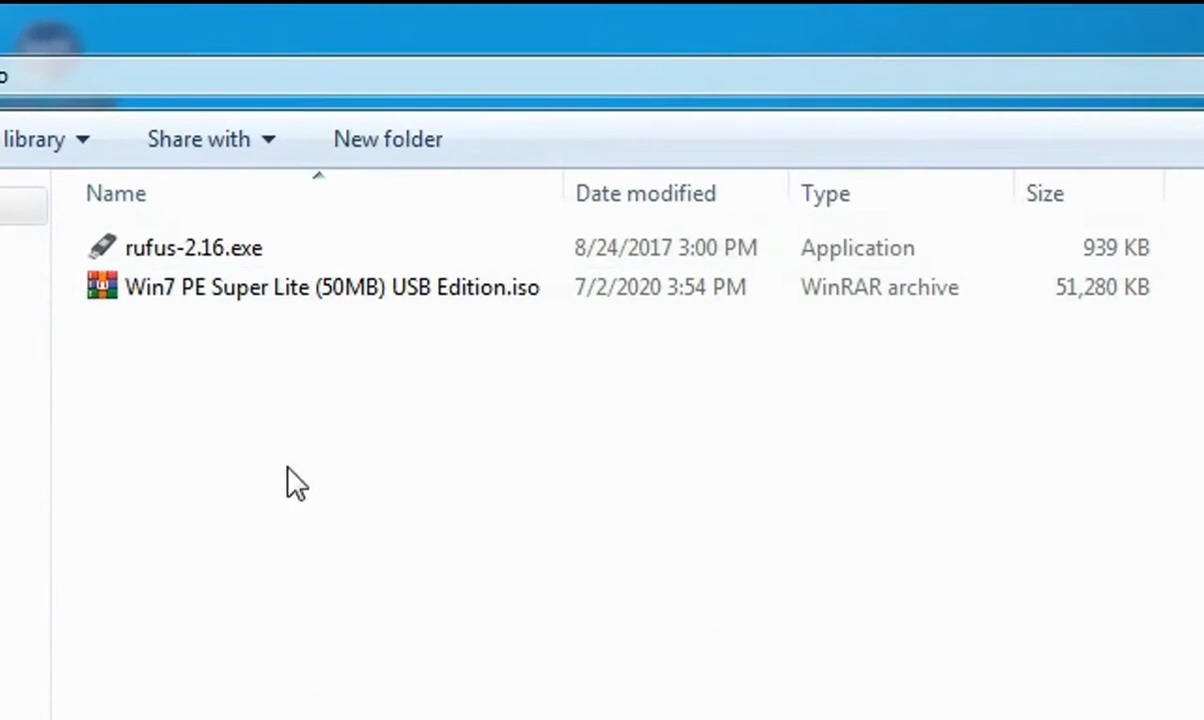 o
library Share with New folder
Name Date modified Type Size
rufus-2.16.exe 8/24/2017 3:00 PM Application 939 KB
Win7 PE Super Lite (50MB) USB Edition.iso 7/2/2020 3:54 PM WinRAR archive 51,280 KB